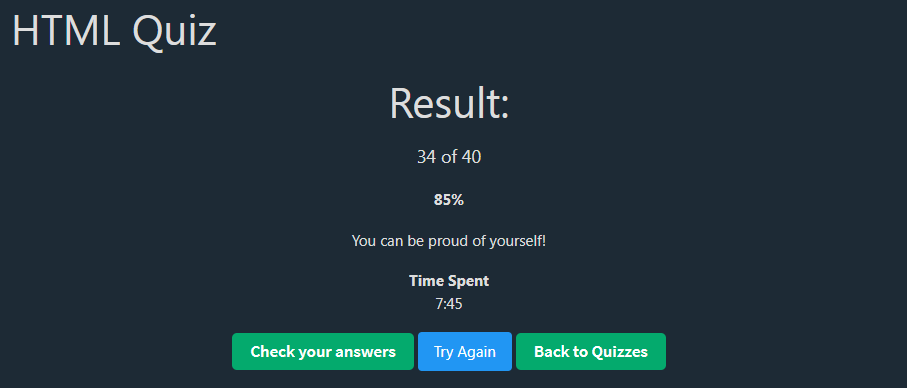 HTML Quiz
Result:
34 of 40
85%
You can be proud of yourself!
Time Spent
7:45
Check your answers Try Again Back to Quizzes